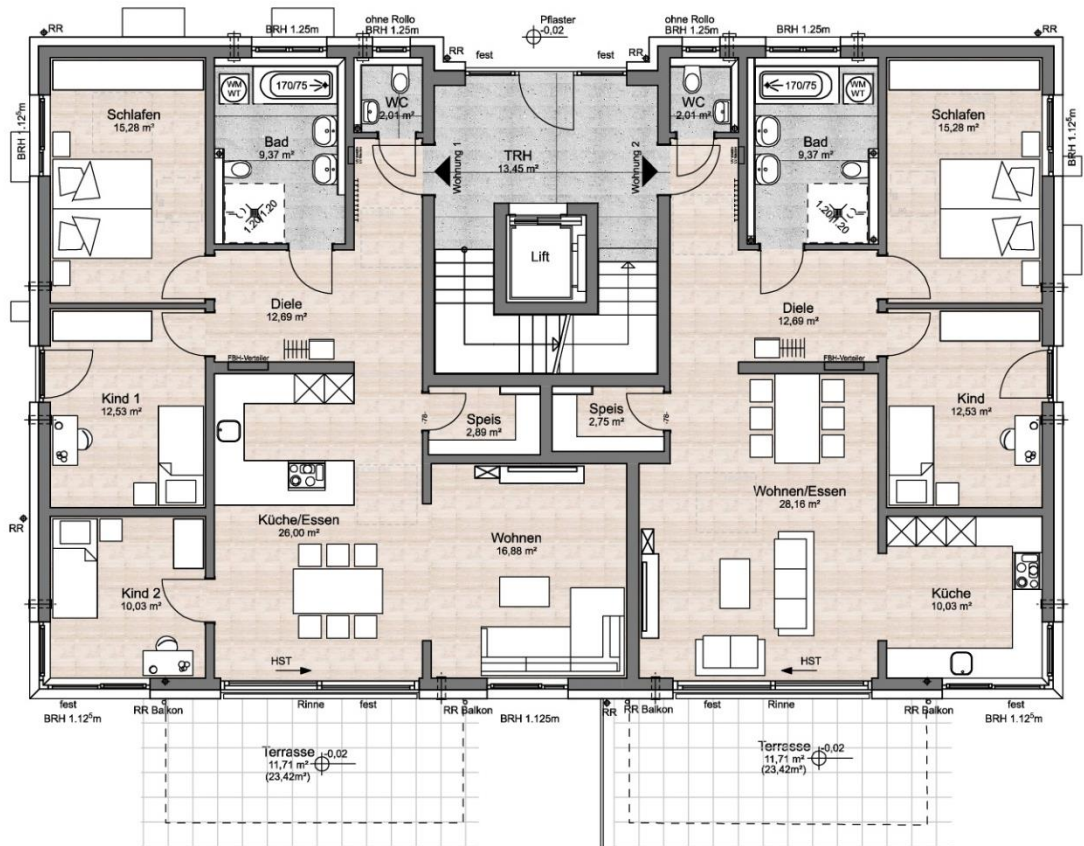 RR
BRH 1.25m
ohne Rollo
BRH 1.25m
RR
fest
Pflaster
-0,02
fest
RR
ohne Rollo
BRH 1.25m
BRH 1.25m
RR
BRH 1.12⁵m
Schlafen
15,28 m²
170/75
WM
WT
Bad
9,37 m²
1.20/1.20
WC
2,01 m²
Wohnung 1
TRH
13,45 m²
Wohnung 2
WC
2,01 m²
170/75
WM
WT
Bad
9,37 m²
1.20/1.20
Schlafen
15,28 m²
BRH 1.12⁵m
Lift
Diele
12,69 m²
FBH-Verteiler
Diele
12,69 m²
FBH-Verteiler
Kind 1
12,53 m²
-76-
Speis
2,89 m²
Speis
2,75 m²
-76-
Kind
12,53 m²
RR
Küche/Essen
26,00 m²
Wohnen
16,88 m²
Wohnen/Essen
28,16 m²
Kind 2
10,03 m²
Küche
10,03 m²
HST
HST
fest
BRH 1.12⁵m
RR Balkon
Rinne
fest
RR Balkon
BRH 1.125m
RR
RR Balkon
fest
Rinne
RR Balkon
fest
BRH 1.12⁵m
Terrasse
11,71 m²
(23,42m²)
-0,02
Terrasse
11,71 m²
(23,42m²)
-0,02